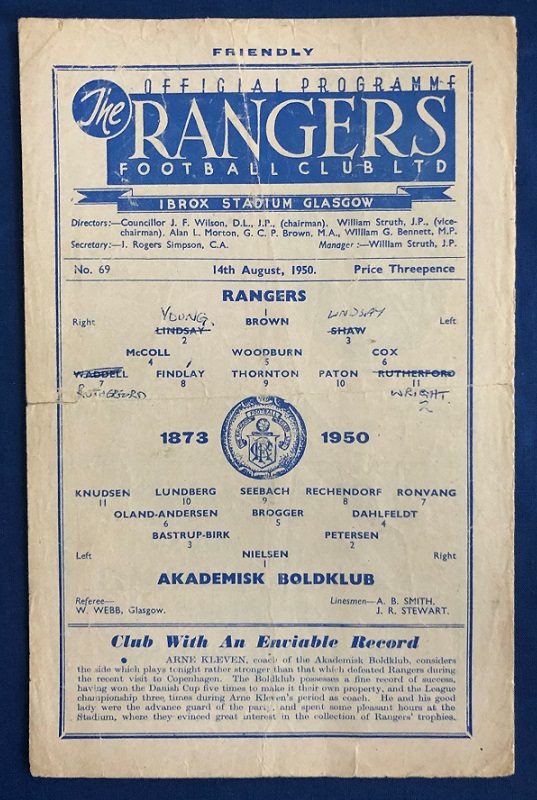 FRIENDLY
OFFICIAL PROGRAMME
The RANGERS
FOOTBALL CLUB LTD
IBROX STADIUM GLASGOW
Directors:—Councillor J. F. Wilson, D.L., J.P., (chairman). William Struth, J.P., (vice-
chairman). Alan L. Morton, G. C. P. Brown, M.A., William G. Bennett, M.P.
Secretary:—J. Rogers Simpson, C.A. Manager:—William Struth, J.P.
No. 69 14th August, 1950. Price Threepence
RANGERS
YOUNG. 1 LINDSAY
Right LINDSAY BROWN SHAW Left
2 3
McCOLL WOODBURN COX
4 5 6
WADDELL FINDLAY THORNTON PATON RUTHERFORD
7 8 9 10 11
RUTHERFORD WRIGHT
2
1873 1950
KNUDSEN LUNDBERG SEEBACH RECHENDORF RONVANG
11 10 9 8 7
OLAND-ANDERSEN BROGGER DAHLFELDT
6 5 4
BASTRUP-BIRK PETERSEN
3 2
Left NIELSEN Right
1
AKADEMISK BOLDKLUB
Referee— Linesmen—A. B. SMITH.
W. WEBB, Glasgow. J. R. STEWART.
Club With An Enviable Record
ARNE KLEVEN, coach of the Akademisk Boldklub, considers
the side which plays tonight rather stronger than that which defeated Rangers during
the recent visit to Copenhagen. The Boldklub possesses a fine record of success,
having won the Danish Cup five times to make it their own property, and the League
championship three times during Arne Kleven's period as coach. He and his good
lady were the advance guard of the party, and spent some pleasant hours at the
Stadium, where they evinced great interest in the collection of Rangers' trophies.